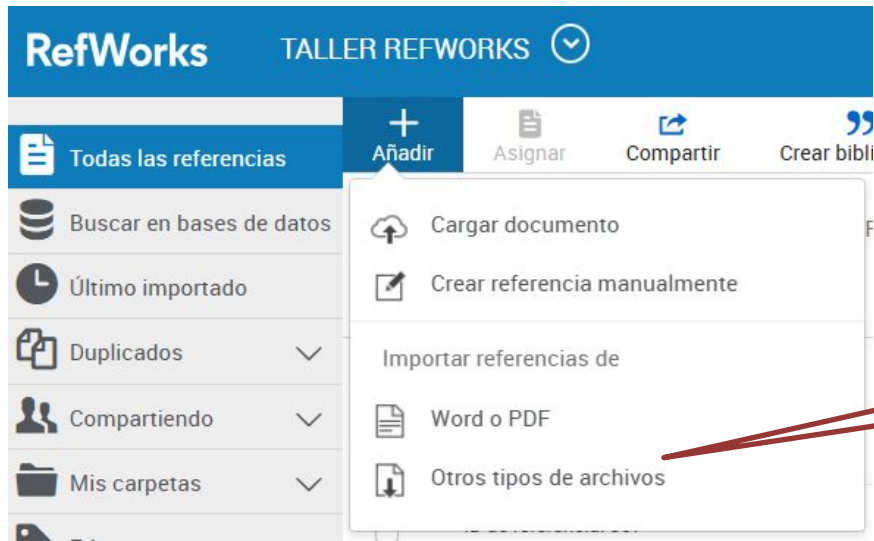 RefWorks TALLER REFWORKS
Añadir Asignar Compartir Crear bibli
Todas las referencias
Buscar en bases de datos
Último importado
Duplicados
Compartiendo
Mis carpetas
Cargar documento
Crear referencia manualmente
Importar referencias de
Word o PDF
Otros tipos de archivos